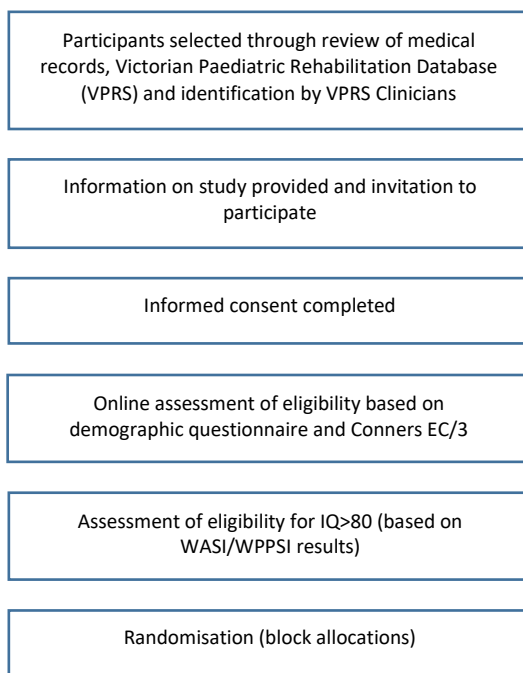 Participants selected through review of medical
records, Victorian Paediatric Rehabilitation Database
(VPRS) and identification by VPRS Clinicians
Information on study provided and invitation to
participate
Informed consent completed
Online assessment of eligibility based on
demographic questionnaire and Conners EC/3
Assessment of eligibility for IQ>80 (based on
WASI/WPPSI results)
Randomisation (block allocations)